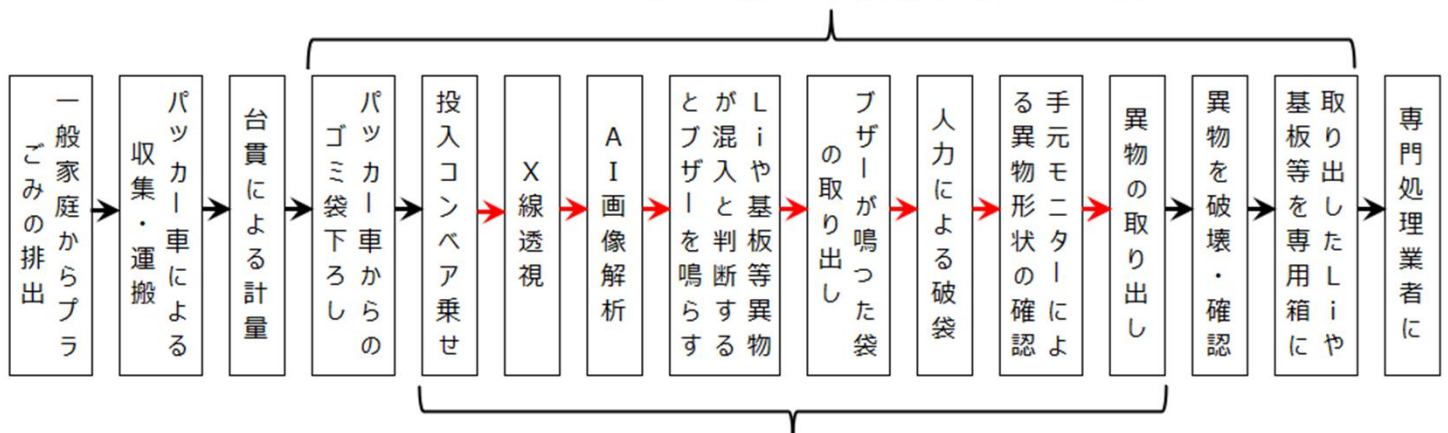 一般家庭からプラ
ごみの排出
パッカー車による
収集・運搬
台貫による計量
パッカー車からの
ゴミ袋下ろし
投入コンベア乗せ
X線透視
AI画像解析
Liや基板等異物
が混入と判断する
とブザーを鳴らす
ブザーが鳴った袋
の取り出し
人力による破袋
手元モニターによ
る異物形状の確認
異物の取り出し
異物を破壊・確認
取り出したLiや
基板等を専用箱に
専門処理業者に